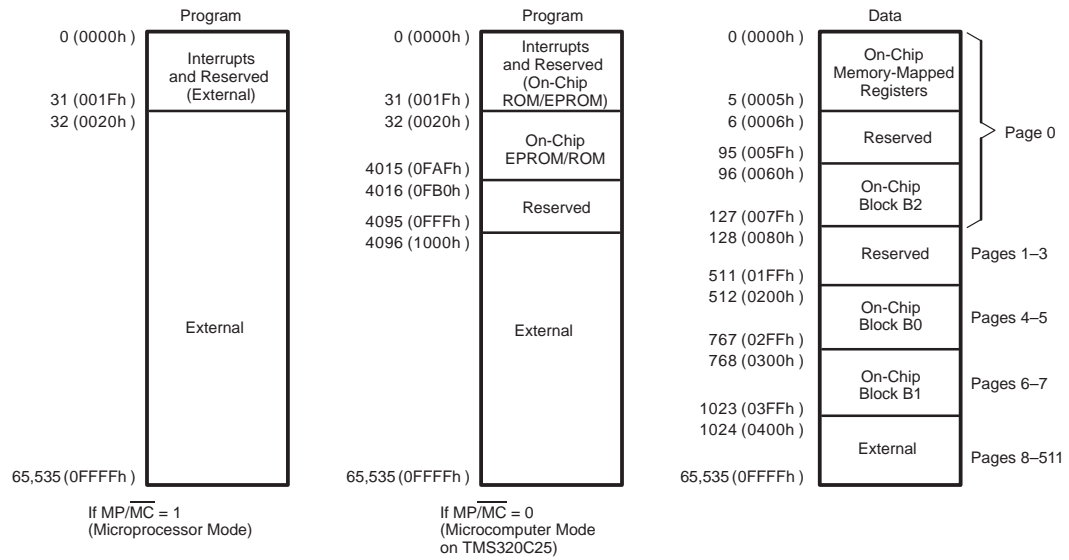 Program
0 (0000h)
Interrupts
and Reserved
(External)
31 (001Fh)
32 (0020h)
External
65,535 (0FFFFh)
If MP/MC = 1
(Microprocessor Mode)
Program
0 (0000h)
Interrupts
and Reserved
(On-Chip
ROM/EPROM)
31 (001Fh)
32 (0020h)
On-Chip
EPROM/ROM
4015 (0FAFh)
4016 (0FB0h)
Reserved
4095 (0FFFh)
4096 (1000h)
External
65,535 (0FFFFh)
If MP/MC = 0
(Microcomputer Mode
on TMS320C25)
Data
0 (0000h)
On-Chip
Memory-Mapped
Registers
5 (0005h)
6 (0006h)
Reserved
Page 0
95 (005Fh)
96 (0060h)
On-Chip
Block B2
127 (007Fh)
128 (0080h)
Reserved
Pages 1–3
511 (01FFh)
512 (0200h)
On-Chip
Block B0
Pages 4–5
767 (02FFh)
768 (0300h)
On-Chip
Block B1
Pages 6–7
1023 (03FFh)
1024 (0400h)
External
Pages 8–511
65,535 (0FFFFh)